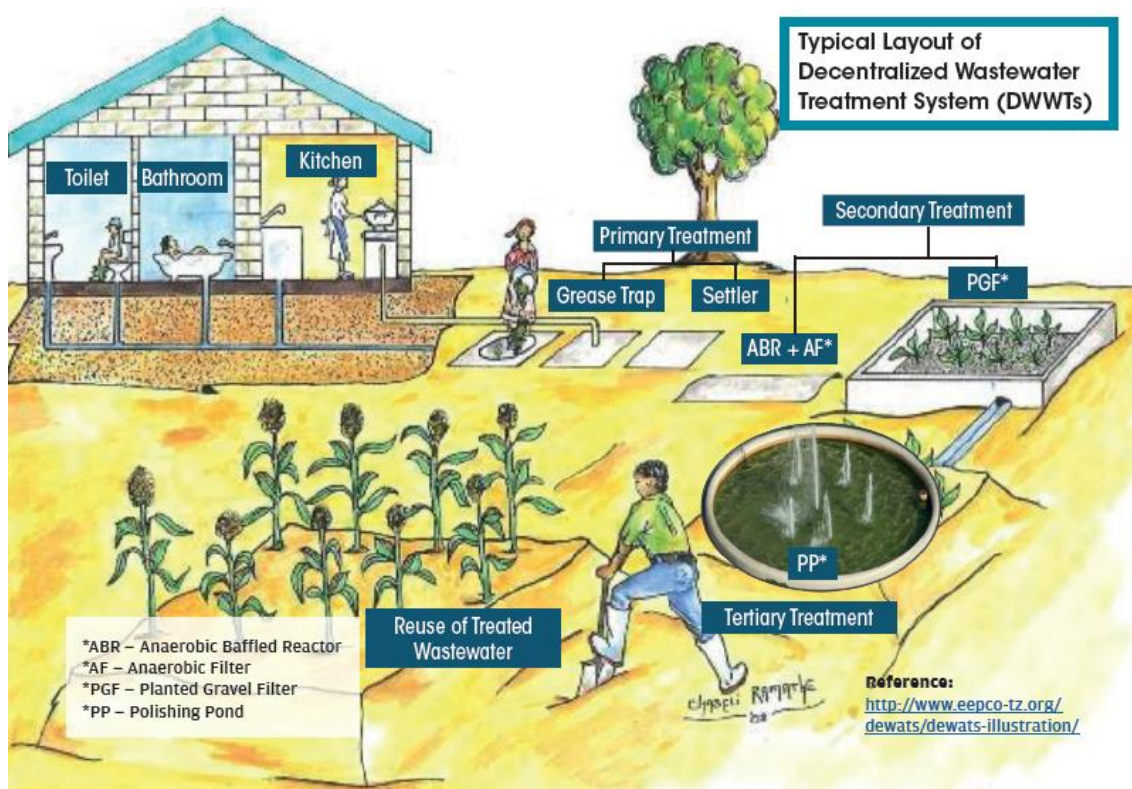 Typical Layout of
Decentralized Wastewater
Treatment System (DWWTs)
Toilet
Bathroom
Kitchen
Primary Treatment
Grease Trap
Settler
Secondary Treatment
ABR + AF*
PGF*
PP*
Tertiary Treatment
Reuse of Treated
Wastewater
*ABR – Anaerobic Baffled Reactor
*AF – Anaerobic Filter
*PGF – Planted Gravel Filter
*PP – Polishing Pond
Reference:
http://www.eepco-tz.org/
dewats/dewats-illustration/